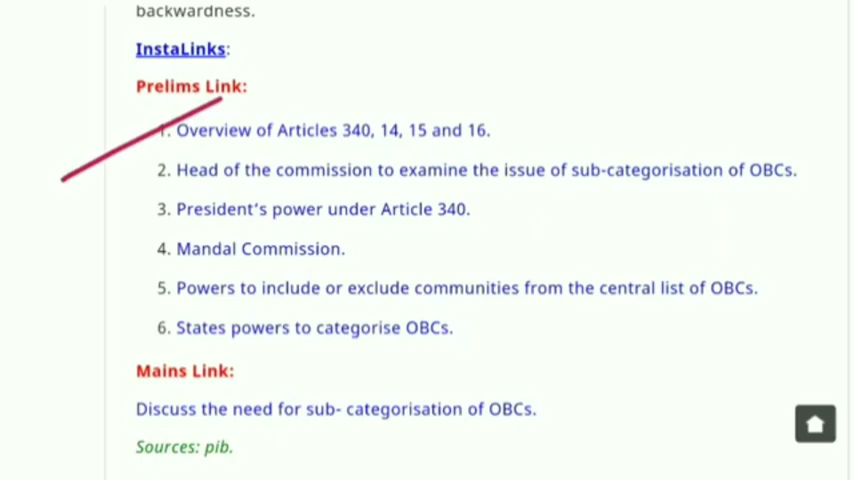 backwardness.
InstaLinks:
Prelims Link:
1. Overview of Articles 340, 14, 15 and 16.
2. Head of the commission to examine the issue of sub-categorisation of OBCs.
3. President's power under Article 340.
4. Mandal Commission.
5. Powers to include or exclude communities from the central list of OBCs.
6. States powers to categorise OBCs.
Mains Link:
Discuss the need for sub- categorisation of OBCs.
Sources: pib.